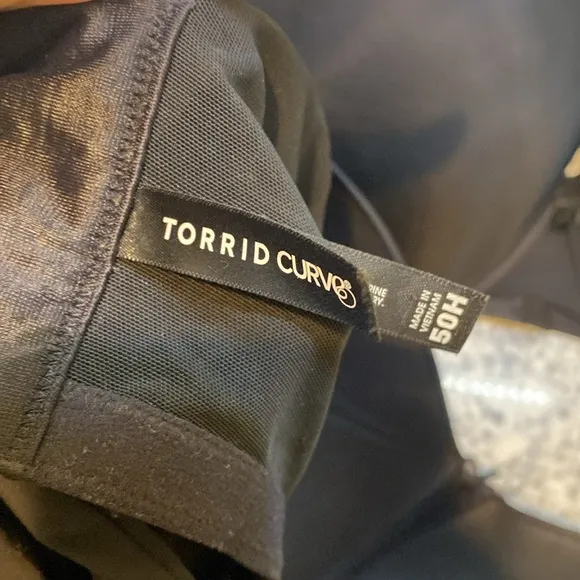 TORRID CURVE®
MADE IN
VIETNAM
50H